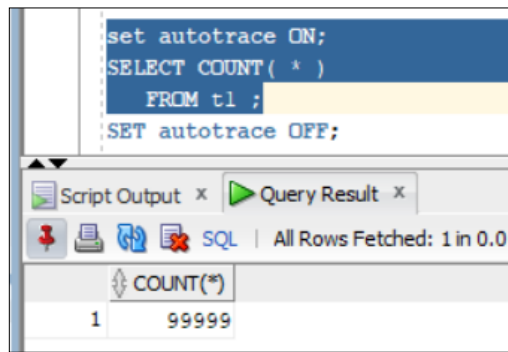 set autotrace ON;
SELECT COUNT( * )
FROM t1 ;
SET autotrace OFF;
Script Output x Query Result x
SQL | All Rows Fetched: 1 in 0.0
COUNT(*)
1 99999